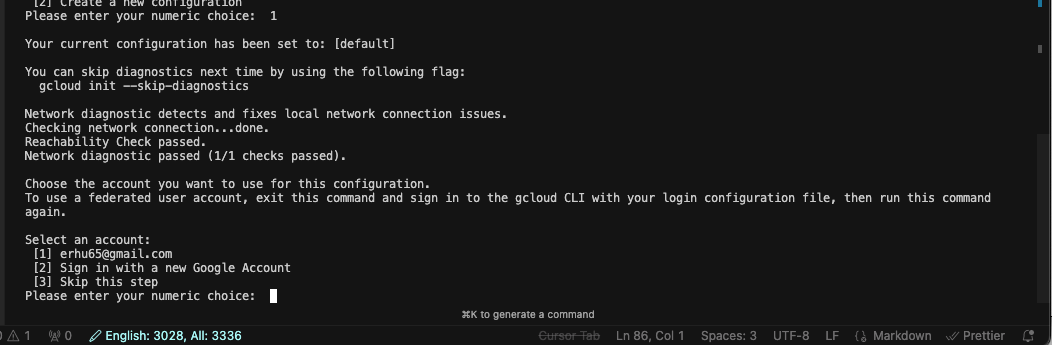 [2] Create a new configuration
Please enter your numeric choice:  1
Your current configuration has been set to: [default]
You can skip diagnostics next time by using the following flag:
  gcloud init --skip-diagnostics
Network diagnostic detects and fixes local network connection issues.
Checking network connection...done.
Reachability Check passed.
Network diagnostic passed (1/1 checks passed).
Choose the account you want to use for this configuration.
To use a federated user account, exit this command and sign in to the gcloud CLI with your login configuration file, then run this command
again.
Select an account:
 [1] erhu65@gmail.com
 [2] Sign in with a new Google Account
 [3] Skip this step
Please enter your numeric choice:
⌘K to generate a command
1 0 English: 3028, All: 3336 Cursor Tab Ln 86, Col 1 Spaces: 3 UTF-8 LF {} Markdown Prettier